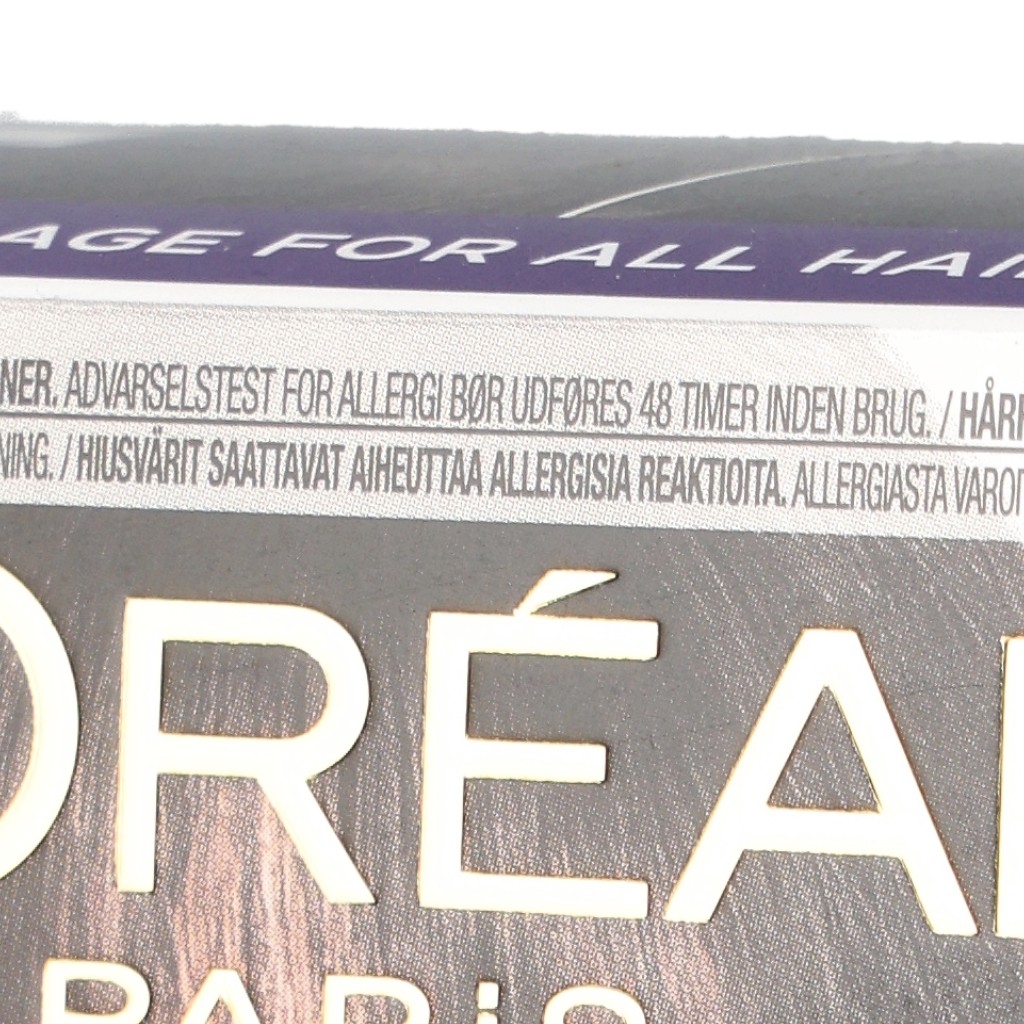 AGE FOR ALL HAI
NER. ADVARSELSTEST FOR ALLERGI BØR UDFØRES 48 TIMER INDEN BRUG. / HÅR
NING. / HIUSVÄRIT SAATTAVAT AIHEUTTAA ALLERGISIA REAKTIOITA. ALLERGIASTA VAROI
ORÉA
PARiS